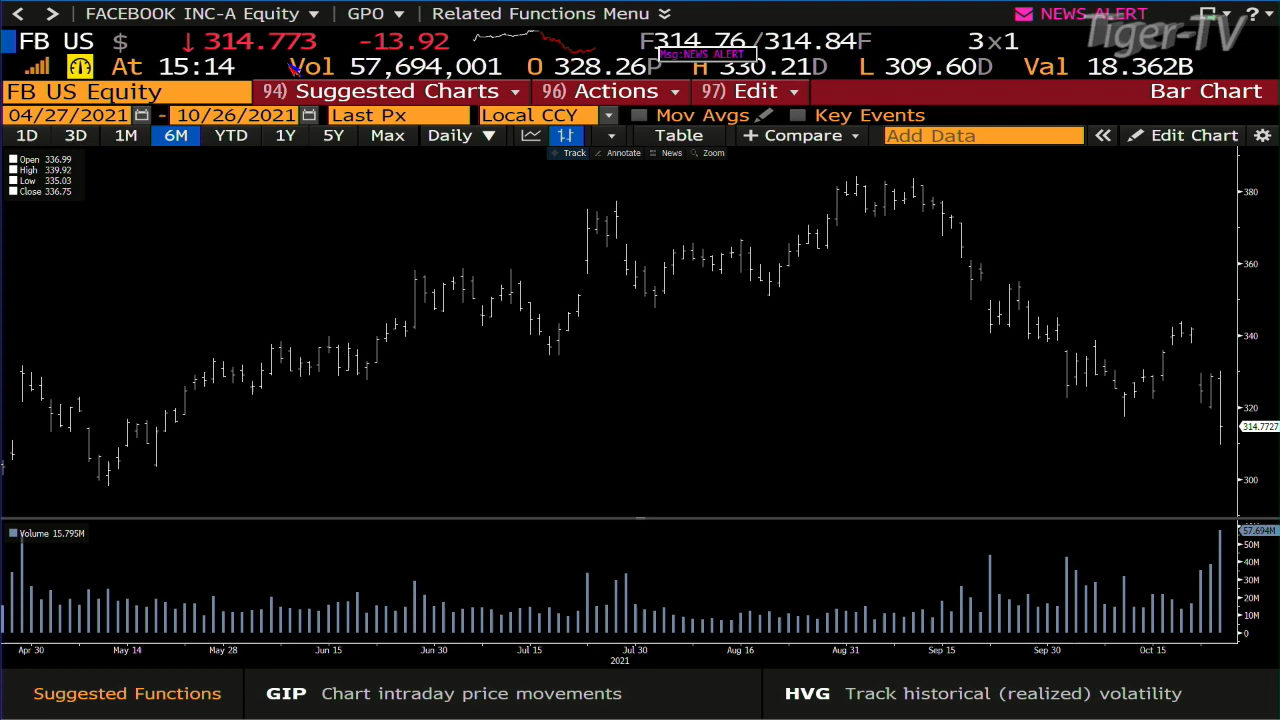 FACEBOOK INC-A Equity GPO Related Functions Menu NEWS ALERT ?
Tiger-TV
FB US $ ↓ 314.773 -13.92 F314.76/314.84F 3×1
Msg:NEWS ALERT
At 15:14 Vol 57,694,001 O 328.26P H 330.21D L 309.60D Val 18.362B
FB US Equity 94) Suggested Charts 96) Actions 97) Edit Bar Chart
04/27/2021 - 10/26/2021 Last Px Local CCY Mov Avgs Key Events
1D 3D 1M 6M YTD 1Y 5Y Max Daily ▼ Table + Compare Add Data « Edit Chart
Track Annotate News Zoom
Open 336.99
High 339.92
Low 335.03
Close 336.75
380
360
340
320
314.7727
300
Volume 15.795M
57.694M
50M
40M
30M
20M
10M
0
Apr 30 May 14 May 28 Jun 15 Jun 30 Jul 15 Jul 30 Aug 16 Aug 31 Sep 15 Sep 30 Oct 15
2021
Suggested Functions GIP Chart intraday price movements HVG Track historical (realized) volatility